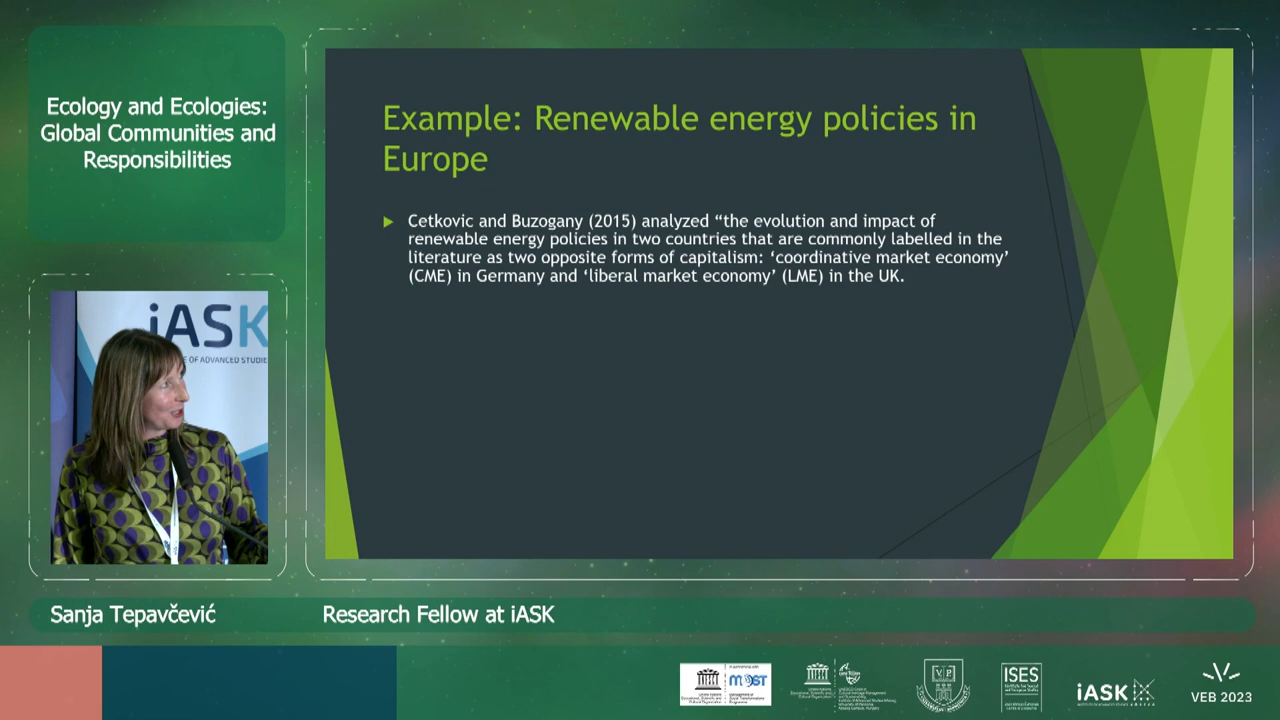 Ecology and Ecologies:
Global Communities and
Responsibilities
Example: Renewable energy policies in
Europe
Cetkovic and Buzogany (2015) analyzed “the evolution and impact of
renewable energy policies in two countries that are commonly labelled in the
literature as two opposite forms of capitalism: ‘coordinative market economy’
(CME) in Germany and ‘liberal market economy’ (LME) in the UK.
iASK
OF ADVANCED STUDIE
Sanja Tepavčević
Research Fellow at iASK
MOST
ISES
iASK
VEB 2023